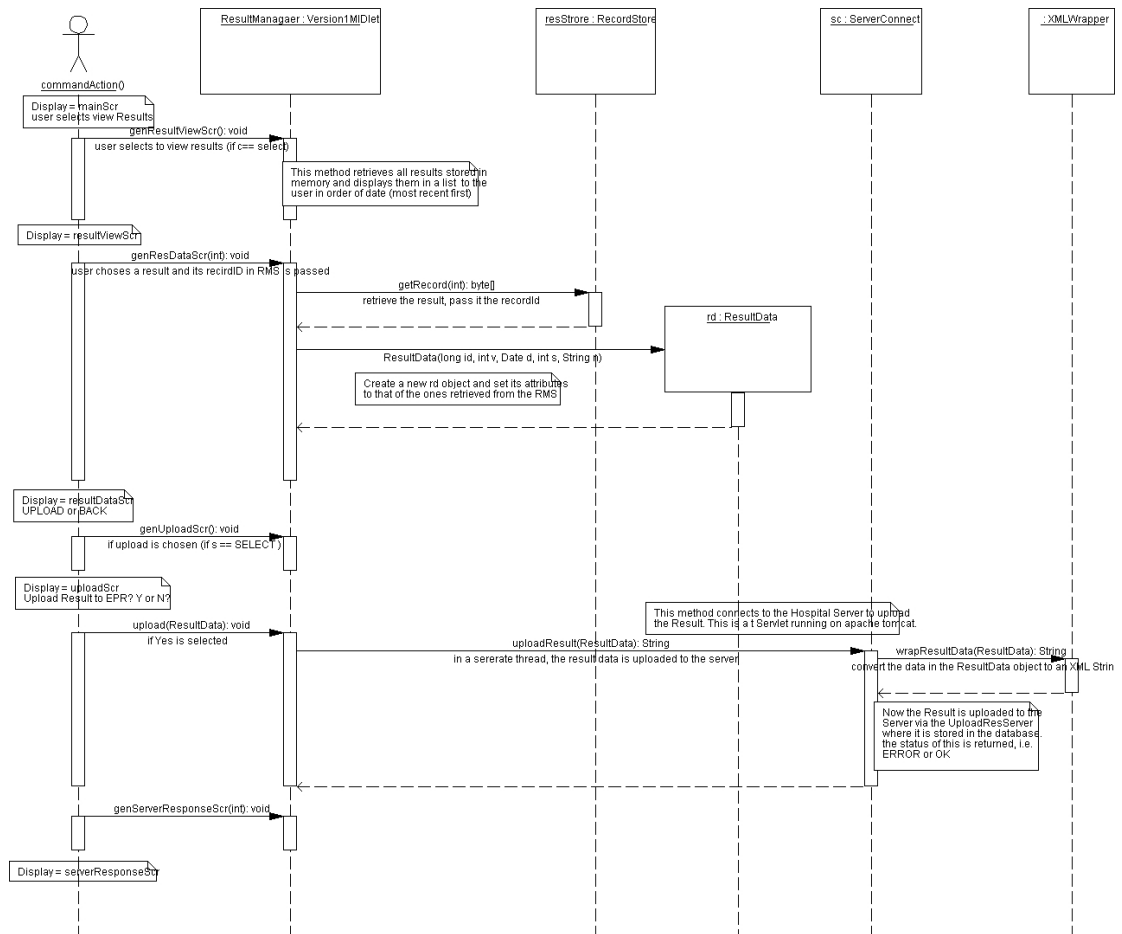 ResultManagaer : Version1MIDlet
resStrore : RecordStore
sc : ServerConnect
: XMLWrapper
commandAction()
Display = mainScr
user selects view Results
genResultViewScr(): void
user selects to view results (if c== select)
This method retrieves all results stored in
memory and displays them in a list to the
user in order of date (most recent first)
Display = resultViewScr
genResDataScr(int): void
user choses a result and its recirdID in RMS is passed
getRecord(int): byte[]
retrieve the result, pass it the recordId
rd : ResultData
ResultData(long id, int v, Date d, int s, String n)
Create a new rd object and set its attributes
to that of the ones retrieved from the RMS
Display = resultDataScr
UPLOAD or BACK
genUploadScr(): void
if upload is chosen (if s == SELECT )
Display = uploadScr
Upload Result to EPR? Y or N?
This method connects to the Hospital Server to upload
the Result. This is a t Servlet running on apache tomcat.
upload(ResultData): void
if Yes is selected
uploadResult(ResultData): String
in a sererate thread, the result data is uploaded to the server
wrapResultData(ResultData): String
convert the data in the ResultData object to an XML Strin
Now the Result is uploaded to the
Server via the UploadResServer
where it is stored in the database.
the status of this is returned, i.e.
ERROR or OK
genServerResponseScr(int): void
Display = serverResponseScr